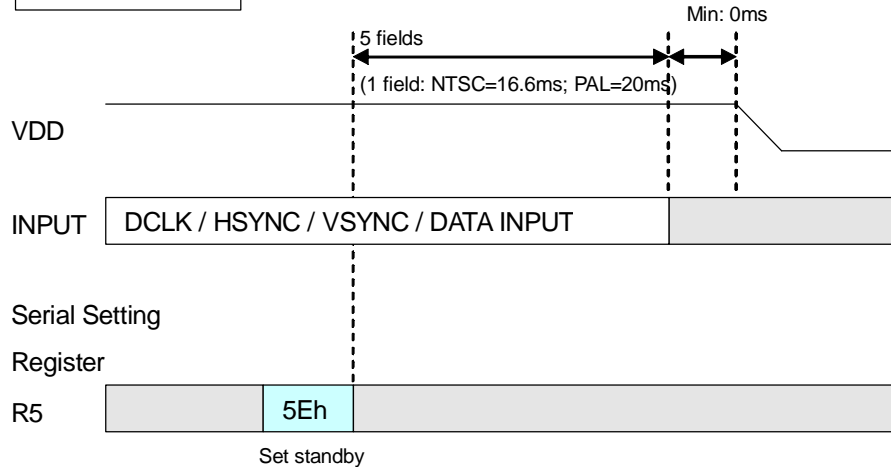 Min: 0ms
5 fields
(1 field: NTSC=16.6ms; PAL=20ms)
VDD
INPUT DCLK / HSYNC / VSYNC / DATA INPUT
Serial Setting
Register
R5 5Eh
Set standby